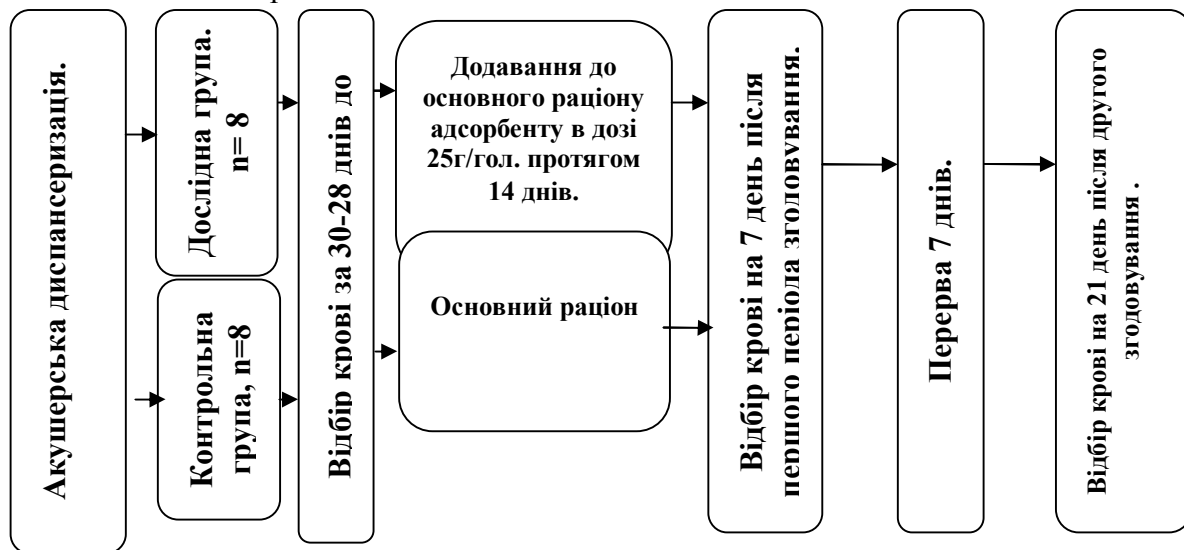 Акушерська диспансеризація.
Дослідна група.
n= 8
Контрольна
група, n=8
Відбір крові за 30-28 днів до
Додавання до
основного раціону
адсорбенту в дозі
25г/гол. протягом
14 днів.
Основний раціон
Відбір крові на 7 день після
першого періода згодовування.
Перерва 7 днів.
Відбір крові на 21 день після другого
згодовування .